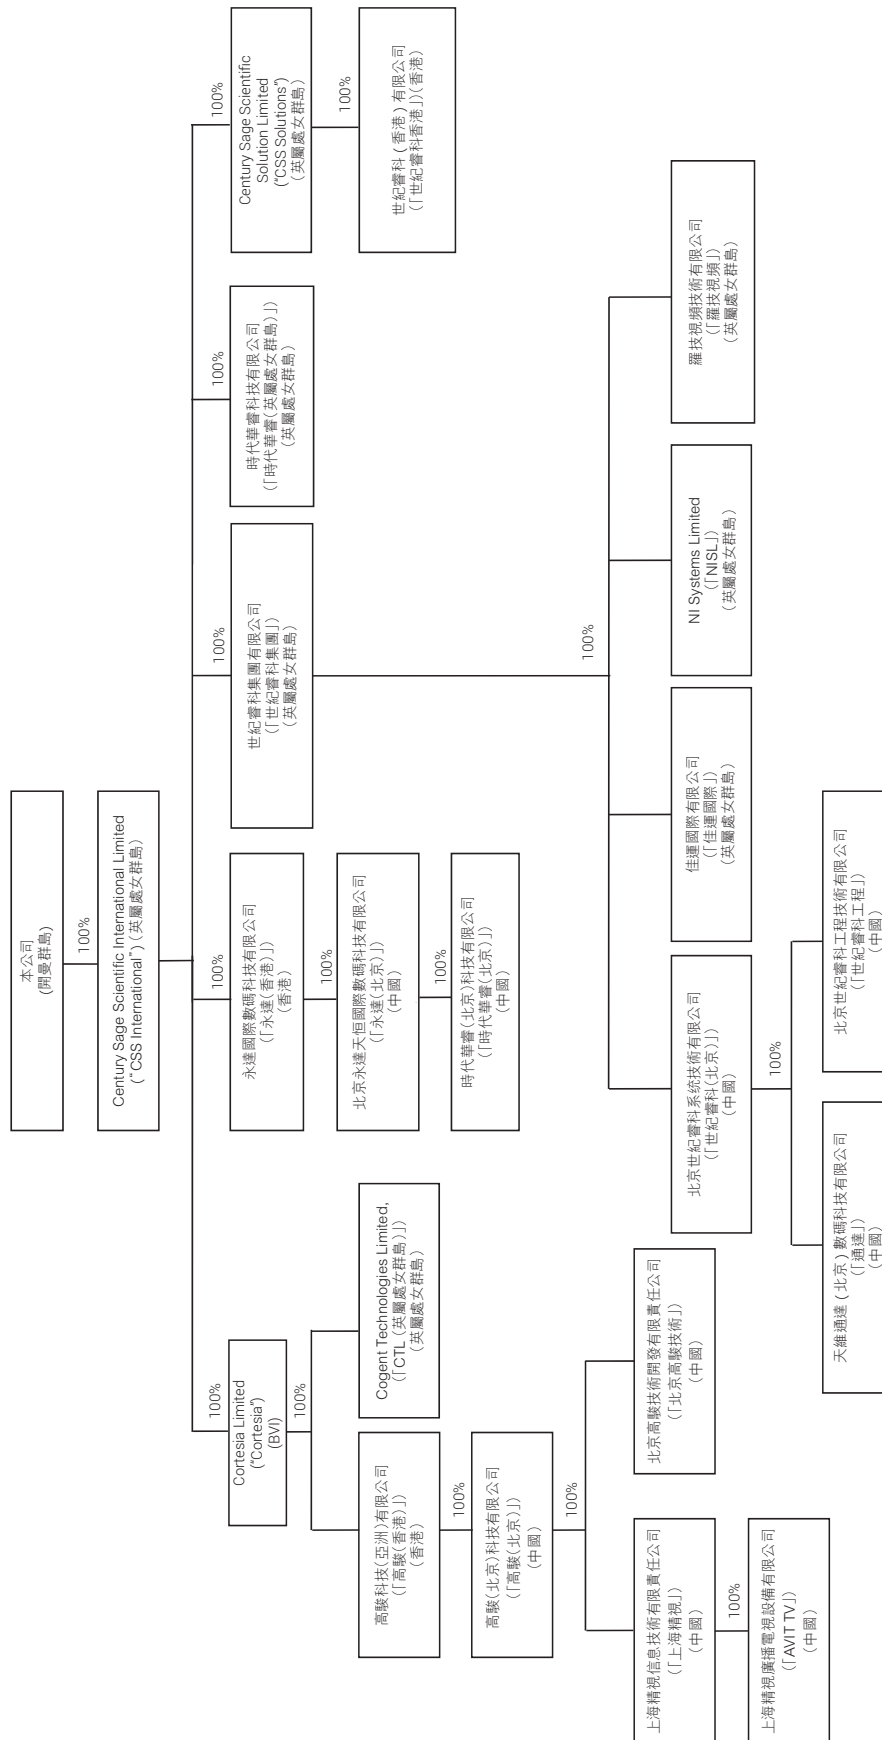 本公司
(開曼群島)
100%
Century Sage Scientific International Limited
("CSS International")(英屬處女群島)
100%
Cortesia Limited
("Cortesia")
(BVI)
100%
永達國際數碼科技有限公司
(「永達(香港)」)
(香港)
100%
世紀睿科集團有限公司
(「世紀睿科集團」)
(英屬處女群島)
100%
時代華睿科技有限公司
(「時代華睿(英屬處女群島)」)
(英屬處女群島)
100%
Century Sage Scientific
Solution Limited
("CSS Solutions")
(英屬處女群島)
100%
高駿科技(亞洲)有限公司
(「高駿(香港)」)
(香港)
Cogent Technologies Limited,
(「CTL (英屬處女群島)」)
(英屬處女群島)
100%
北京永達天恒國際數碼科技有限公司
(「永達(北京)」)
(中國)
100%
世紀睿科(香港)有限公司
(「世紀睿科香港」)(香港)
100%
高駿(北京)科技有限公司
(「高駿(北京)」)
(中國)
100%
時代華睿(北京)科技有限公司
(「時代華睿(北京)」)
(中國)
100%
100%
上海精視信息技術有限責任公司
(「上海精視」)
(中國)
北京高駿技術開發有限責任公司
(「北京高駿技術」)
(中國)
北京世紀睿科系統技術有限公司
(「世紀睿科(北京)」)
(中國)
佳運國際有限公司
(「佳運國際」)
(英屬處女群島)
NI Systems Limited
(「NISL」)
(英屬處女群島)
羅技視頻技術有限公司
(「羅技視頻」)
(英屬處女群島)
100%
100%
上海精視廣播電視設備有限公司
(「AVIT TV」)
(中國)
天維通達(北京)數碼科技有限公司
(「通達」)
(中國)
北京世紀睿科工程技術有限公司
(「世紀睿科工程」)
(中國)